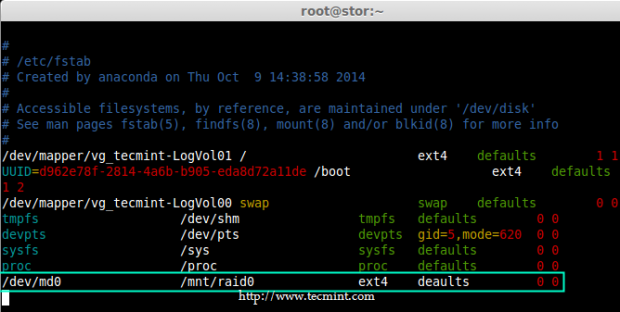 root@stor:~
#
# /etc/fstab
# Created by anaconda on Thu Oct  9 14:38:58 2014
#
# Accessible filesystems, by reference, are maintained under '/dev/disk'
# See man pages fstab(5), findfs(8), mount(8) and/or blkid(8) for more info
#
/dev/mapper/vg_tecmint-LogVol01 / ext4 defaults 1 1
UUID=d962e78f-2814-4a6b-b905-eda8d72a11de /boot ext4 defaults
1 2
/dev/mapper/vg_tecmint-LogVol00 swap swap defaults 0 0
tmpfs /dev/shm tmpfs defaults 0 0
devpts /dev/pts devpts gid=5,mode=620 0 0
sysfs /sys sysfs defaults 0 0
proc /proc proc defaults 0 0
/dev/md0 /mnt/raid0 ext4 deaults 0 0
http://www.tecmint.com